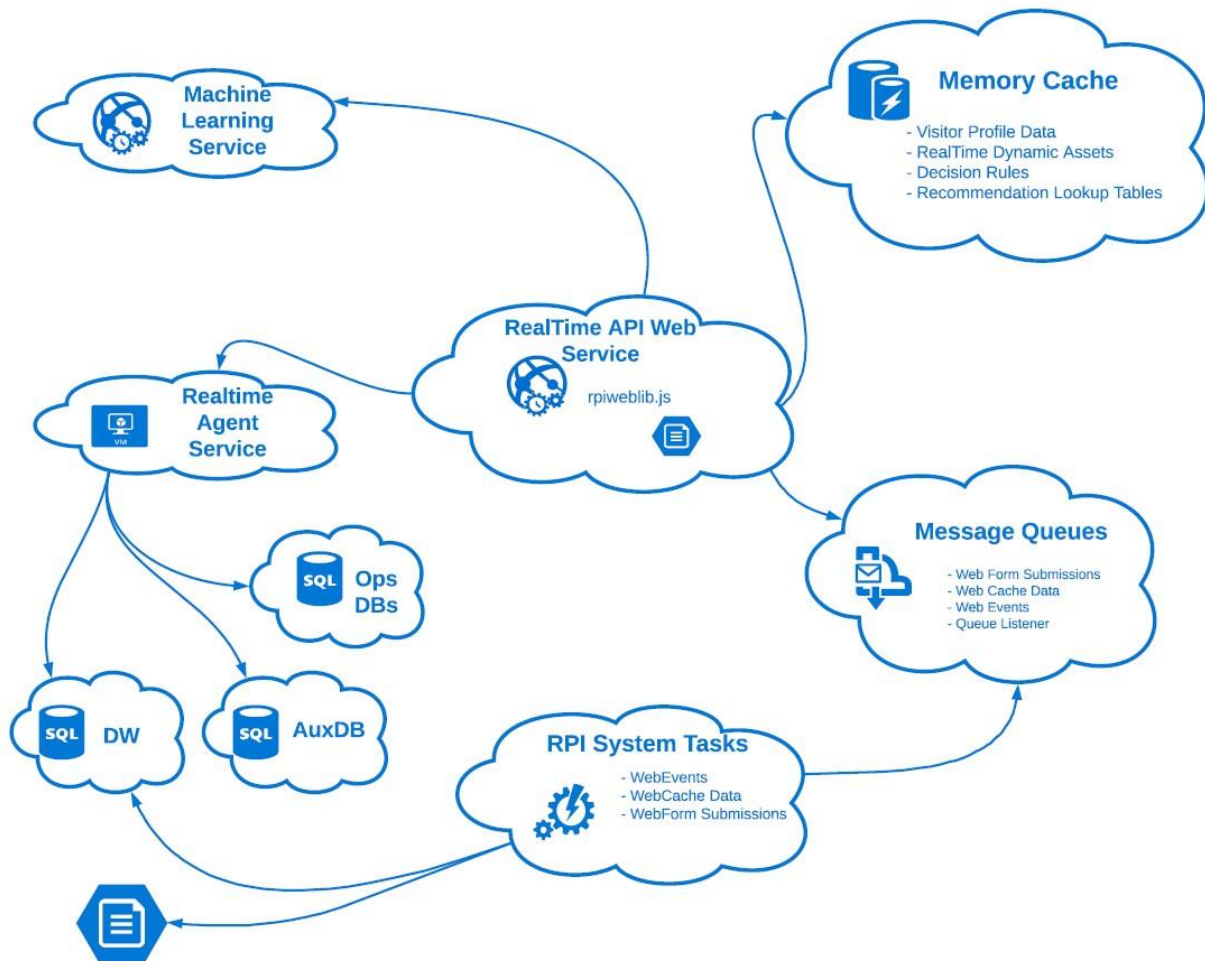 Machine
Learning
Service
Memory Cache
- Visitor Profile Data
- RealTime Dynamic Assets
- Decision Rules
- Recommendation Lookup Tables
RealTime API Web
Service
rpiweblib.js
Realtime
Agent
Service
VM
Message Queues
- Web Form Submissions
- Web Cache Data
- Web Events
- Queue Listener
SQL
Ops
DBs
SQL
DW
SQL
AuxDB
RPI System Tasks
- WebEvents
- WebCache Data
- WebForm Submissions